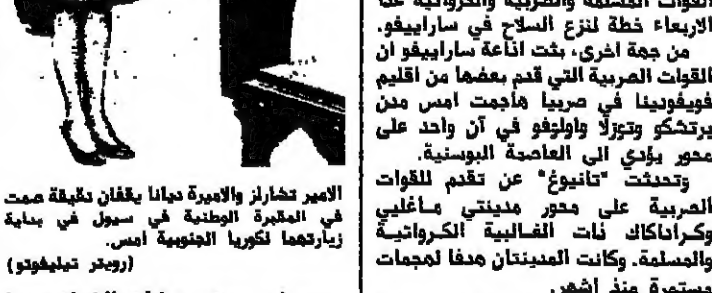 القوات المسلمة والصربية والكرواتية غدا
الاربعاء خطة لنزع السلاح في ساراييفو.
من جهة اخرى، بثت اذاعة ساراييفو ان
القوات الصربية التي قدم بعضها من اقليم
فويفودينا في صربيا هاجمت امس مدن
برتشكو وتوزلا واولوفو في آن واحد على
محور يؤدي الى العاصمة البوسنية.
وتحدثت "تانيوغ" عن تقدم للقوات
الصربية على محور مدينتي ماغليي
وكراداكاك ذات الغالبية الكرواتية
والمسلمة. وكانت المدينتان هدفا لهجمات
مستمرة منذ اشهر.
الامير تشارلز والاميرة ديانا يقفان دقيقة صمت
في المقبرة الوطنية في سيول في بداية
زيارتهما لكوريا الجنوبية امس.
(رويتر تيليفوتو)